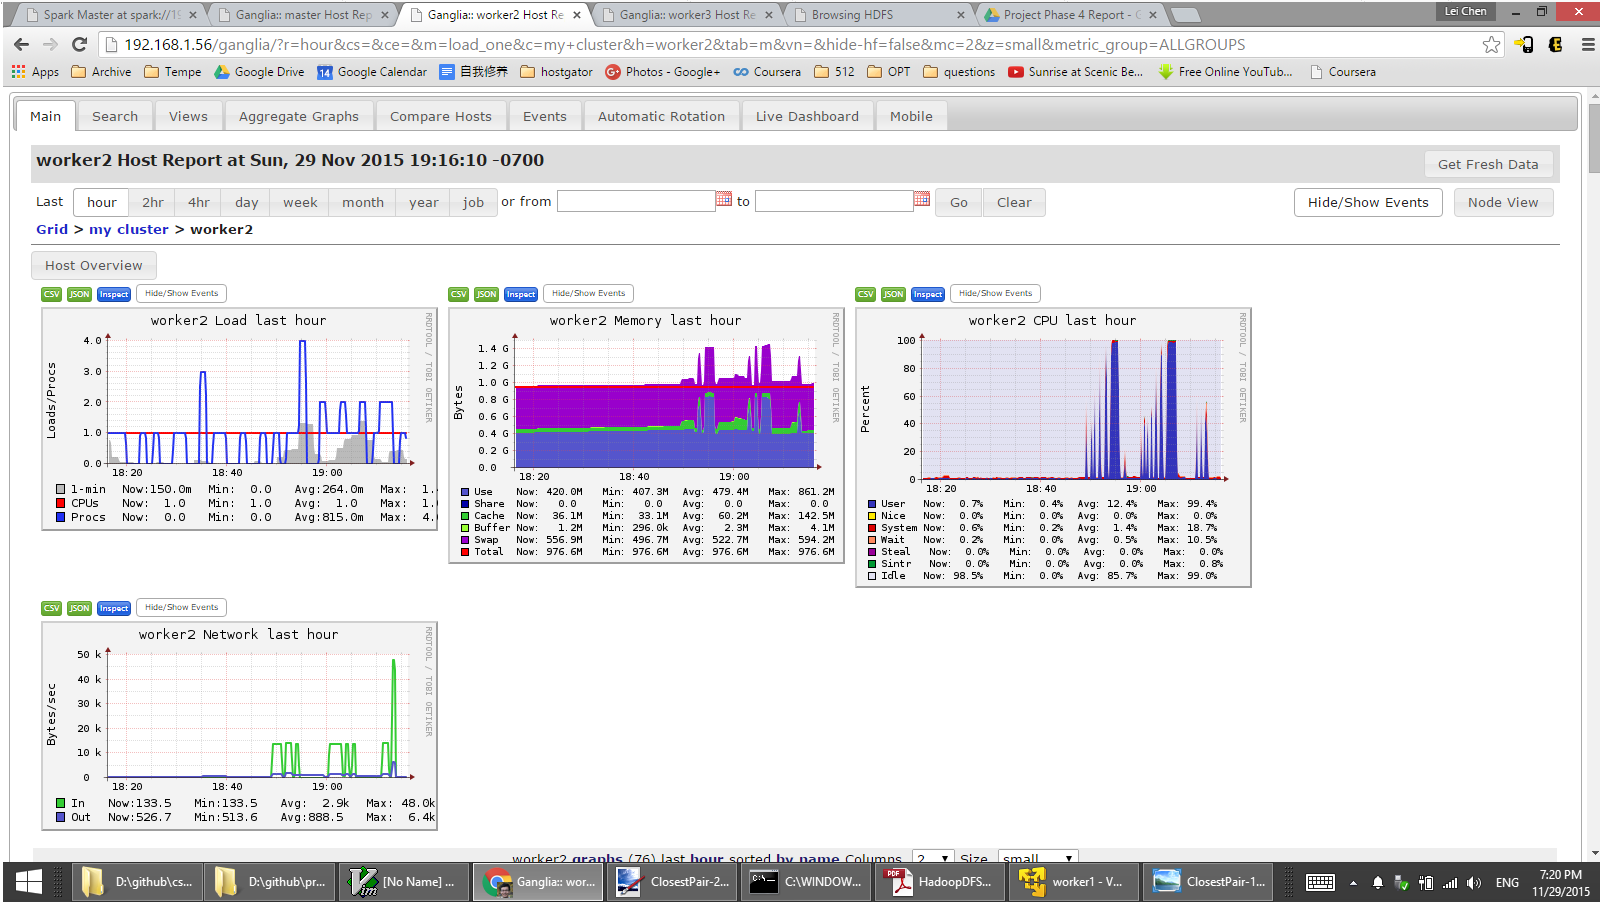 Spark Master at spark://19
Ganglia:: master Host Rep
Ganglia:: worker2 Host Re
Ganglia:: worker3 Host Re
Browsing HDFS
Project Phase 4 Report - G
Lei Chen
192.168.1.56/ganglia/?r=hour&cs=&ce=&m=load_one&c=my+cluster&h=worker2&tab=m&vn=&hide-hf=false&mc=2&z=small&metric_group=ALLGROUPS
Apps Archive Tempe Google Drive 14 Google Calendar 自我修养 hostgator Photos - Google+ Coursera 512 OPT questions Sunrise at Scenic Be... Free Online YouTub... Coursera
Main Search Views Aggregate Graphs Compare Hosts Events Automatic Rotation Live Dashboard Mobile
worker2 Host Report at Sun, 29 Nov 2015 19:16:10 -0700
Get Fresh Data
Last hour 2hr 4hr day week month year job or from to Go Clear
Hide/Show Events Node View
Grid > my cluster > worker2
Host Overview
CSV JSON Inspect Hide/Show Events
worker2 Load last hour
RRDTOOL / TOBI OETIKER
Loads/Procs
4.0
3.0
2.0
1.0
0.0
18:20 18:40 19:00
1-min Now:150.0m Min: 0.0 Avg:264.0m Max: 1.
CPUs Now: 1.0 Min: 1.0 Avg: 1.0 Max: 1.
Procs Now: 0.0 Min: 0.0 Avg:815.0m Max: 4.
CSV JSON Inspect Hide/Show Events
worker2 Memory last hour
RRDTOOL / TOBI OETIKER
Bytes
1.4 G
1.2 G
1.0 G
0.8 G
0.6 G
0.4 G
0.2 G
0.0
18:20 18:40 19:00
Use Now: 420.0M Min: 407.3M Avg: 479.4M Max: 861.2M
Share Now: 0.0 Min: 0.0 Avg: 0.0 Max: 0.0
Cache Now: 36.1M Min: 33.1M Avg: 60.2M Max: 142.5M
Buffer Now: 1.2M Min: 296.0k Avg: 2.3M Max: 4.1M
Swap Now: 556.9M Min: 496.7M Avg: 522.7M Max: 594.2M
Total Now: 976.6M Min: 976.6M Avg: 976.6M Max: 976.6M
CSV JSON Inspect Hide/Show Events
worker2 CPU last hour
RRDTOOL / TOBI OETIKER
Percent
100
80
60
40
20
0
18:20 18:40 19:00
User Now: 0.7% Min: 0.4% Avg: 12.4% Max: 99.4%
Nice Now: 0.0% Min: 0.0% Avg: 0.0% Max: 0.0%
System Now: 0.6% Min: 0.2% Avg: 1.4% Max: 18.7%
Wait Now: 0.2% Min: 0.0% Avg: 0.5% Max: 10.5%
Steal Now: 0.0% Min: 0.0% Avg: 0.0% Max: 0.0%
Sintr Now: 0.0% Min: 0.0% Avg: 0.0% Max: 0.8%
Idle Now: 98.5% Min: 0.0% Avg: 85.7% Max: 99.0%
CSV JSON Inspect Hide/Show Events
worker2 Network last hour
RRDTOOL / TOBI OETIKER
Bytes/sec
50 k
40 k
30 k
20 k
10 k
0
18:20 18:40 19:00
In Now:133.5 Min:133.5 Avg: 2.9k Max: 48.0k
Out Now:526.7 Min:513.6 Avg:888.5 Max: 6.4k
worker2 graphs (76) last hour sorted by name Columns 2 Size small
D:\github\cs... D:\github\pr... [No Name] ... Ganglia:: wor... ClosestPair-2... C:\WINDOW... HadoopDFS... worker1 - V... ClosestPair-1...
ENG
7:20 PM
11/29/2015